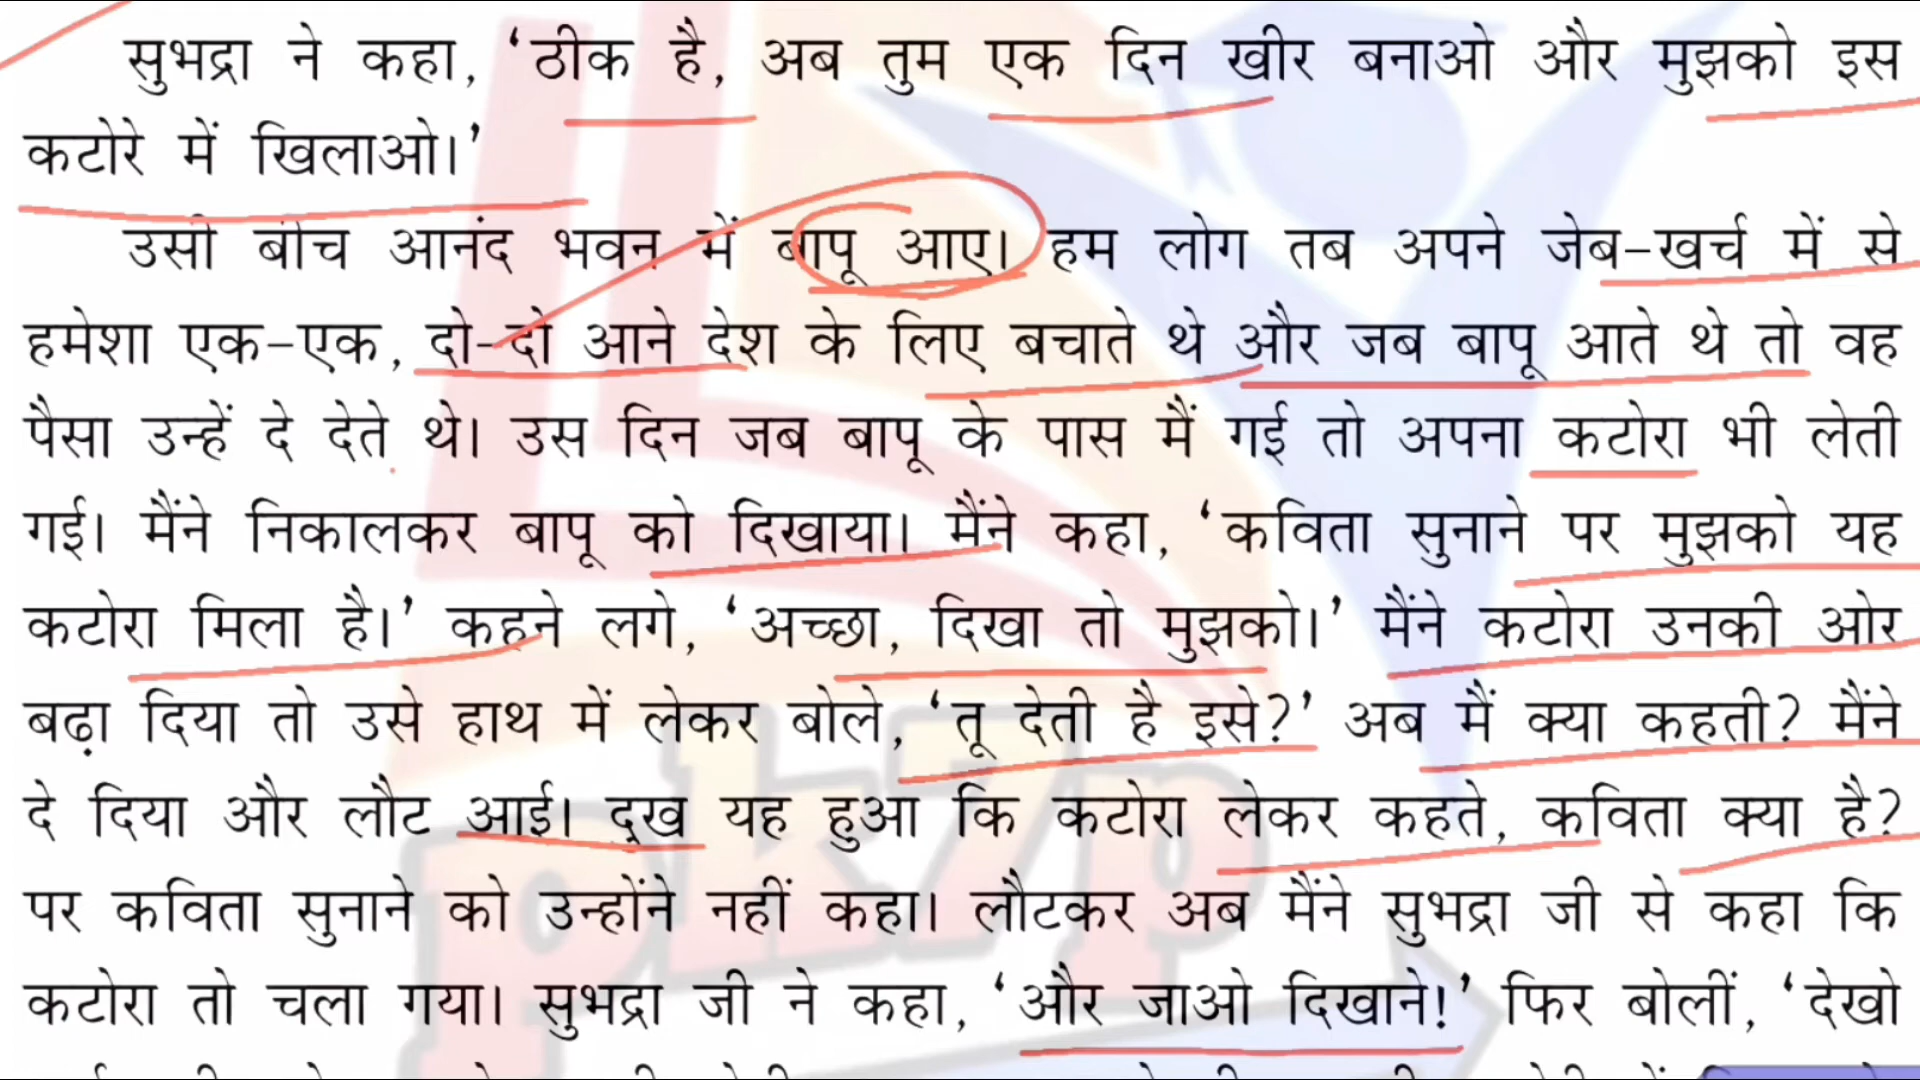 सुभद्रा ने कहा, ‘ठीक है, अब तुम एक दिन खीर बनाओ और मुझको इस
कटोरे में खिलाओ।’
उसी बीच आनंद भवन में बापू आए। हम लोग तब अपने जेब-खर्च में से
हमेशा एक-एक, दो-दो आने देश के लिए बचाते थे और जब बापू आते थे तो वह
पैसा उन्हें दे देते थे। उस दिन जब बापू के पास मैं गई तो अपना कटोरा भी लेती
गई। मैंने निकालकर बापू को दिखाया। मैंने कहा, ‘कविता सुनाने पर मुझको यह
कटोरा मिला है।’ कहने लगे, ‘अच्छा, दिखा तो मुझको।’ मैंने कटोरा उनकी ओर
बढ़ा दिया तो उसे हाथ में लेकर बोले, ‘तू देती है इसे?’ अब मैं क्या कहती? मैंने
दे दिया और लौट आई। दुख यह हुआ कि कटोरा लेकर कहते, कविता क्या है?
पर कविता सुनाने को उन्होंने नहीं कहा। लौटकर अब मैंने सुभद्रा जी से कहा कि
कटोरा तो चला गया। सुभद्रा जी ने कहा, ‘और जाओ दिखाने!’ फिर बोलीं, ‘देखो
pk7p